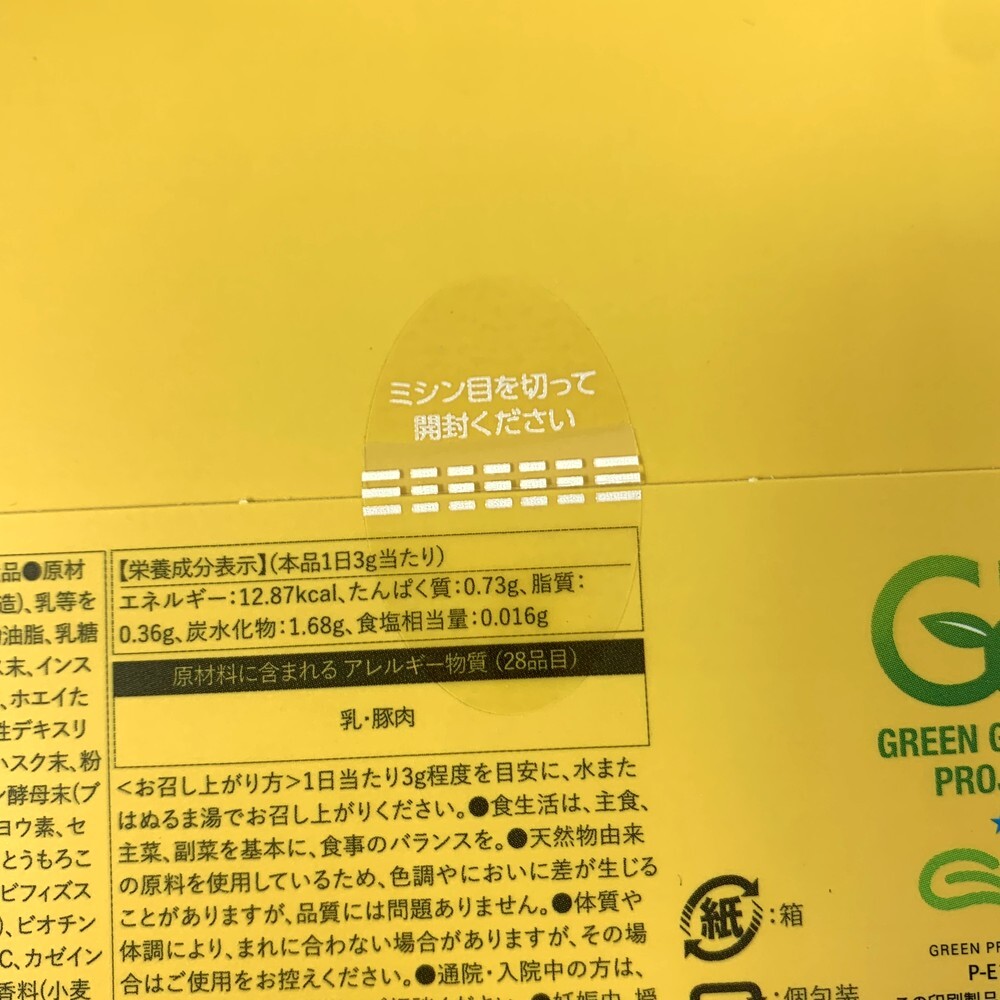 ミシン目を切って
開封ください
品●原材
造)、乳等を
油脂、乳糖
末、インス
、ホエイた
性デキスリ
ハスク末、粉
ン酵母末(プ
ヨウ素、セ
とうもろこ
ビフィズス
)、ビオチン
C、カゼイン
香料(小麦
【栄養成分表示】(本品1日3g当たり)
エネルギー:12.87kcal、たんぱく質:0.73g、脂質:
0.36g、炭水化物:1.68g、食塩相当量:0.016g
原材料に含まれる アレルギー物質 (28品目)
乳・豚肉
<お召し上がり方>1日当たり3g程度を目安に、水また
はぬるま湯でお召し上がりください。●食生活は、主食、
主菜、副菜を基本に、食事のバランスを。●天然物由来
の原料を使用しているため、色調やにおいに差が生じる
ことがありますが、品質には問題ありません。●体質や
体調により、まれに合わない場合がありますが、その場
合はご使用をお控えください。●通院・入院中の方は、
紙:箱
:個包装
G
GREEN G
PRO
GREEN PR
P-E